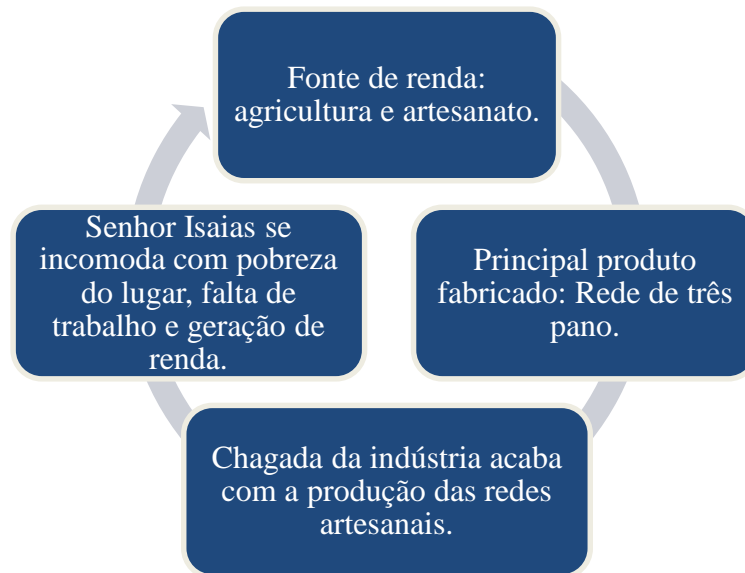 Fonte de renda:
agricultura e artesanato.
Principal produto
fabricado: Rede de três
pano.
Chagada da indústria acaba
com a produção das redes
artesanais.
Senhor Isaias se
incomoda com pobreza
do lugar, falta de
trabalho e geração de
renda.